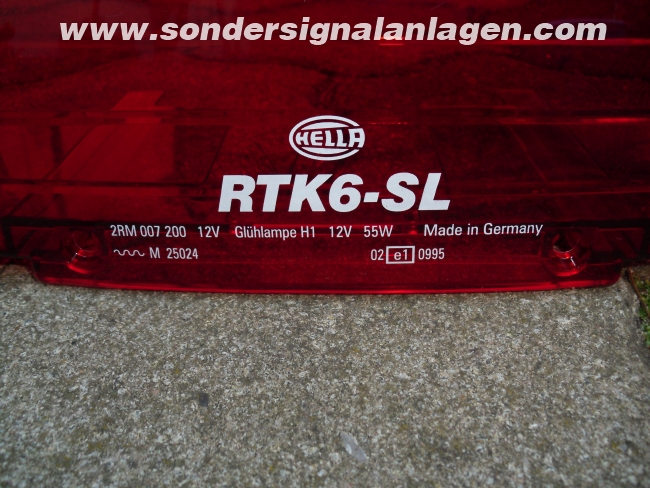 www.sondersignalanlagen.com
HELLA
RTK6-SL
2RM 007 200 12V Glühlampe H1 12V 55W Made in Germany
M 25024 02 e1 0995